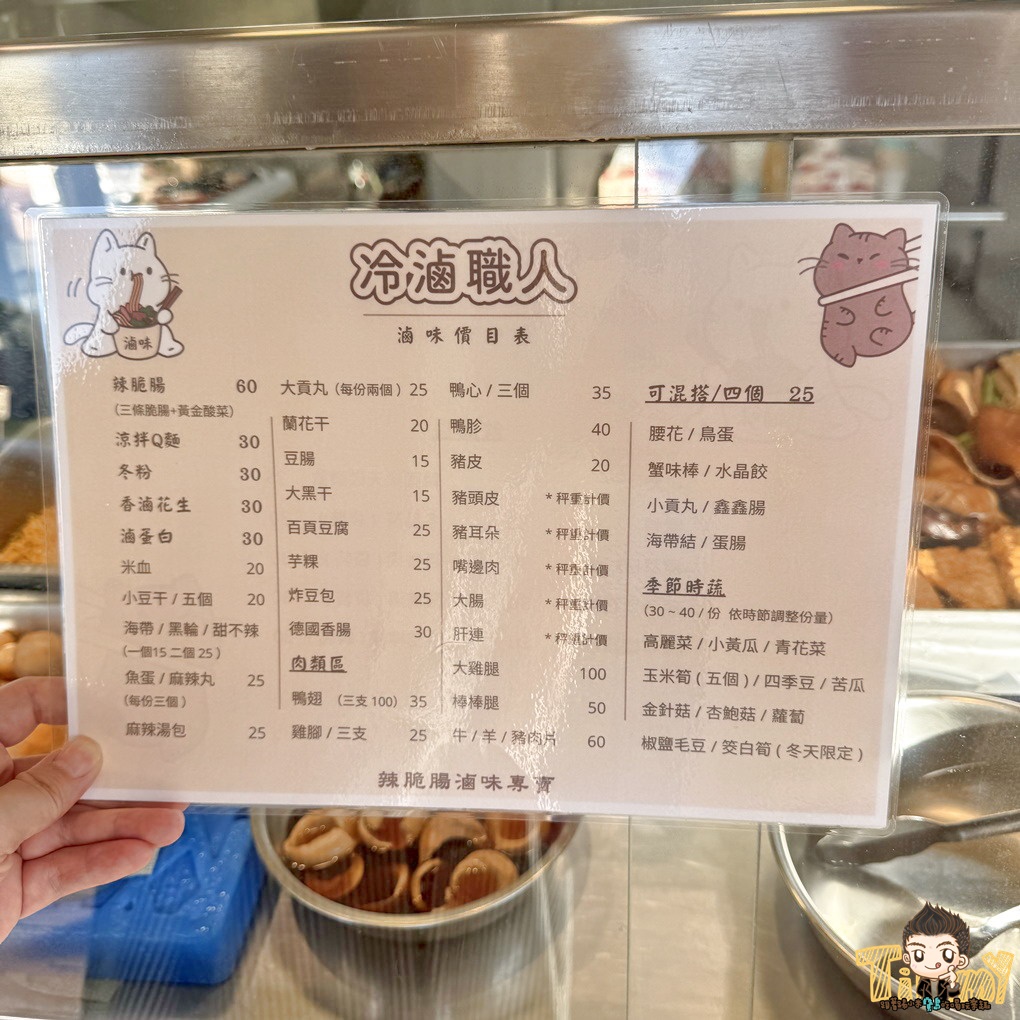 冷滷職人
滷味價目表
滷味
辣脆腸 60
(三條脆腸+黃金酸菜)
涼拌Q麵 30
冬粉 30
香滷花生 30
滷蛋白 30
米血 20
小豆干 / 五個 20
海帶 / 黑輪 / 甜不辣
(一個15 二個 25 )
魚蛋 / 麻辣丸 25
(每份三個 )
麻辣湯包 25
大貢丸 (每份兩個 ) 25
蘭花干 20
豆腸 15
大黑干 15
百頁豆腐 25
芋粿 25
炸豆包 25
德國香腸 30
肉類區
鴨翅 (三支 100) 35
雞腳 / 三支 25
鴨心 / 三個 35
鴨胗 40
豬皮 20
豬頭皮 * 秤重計價
豬耳朵 * 秤重計價
嘴邊肉 * 秤重計價
大腸 * 秤重計價
肝連 * 秤重計價
大雞腿 100
棒棒腿 50
牛 / 羊 / 豬肉片 60
可混搭/四個 25
腰花 / 鳥蛋
蟹味棒 / 水晶餃
小貢丸 / 鑫鑫腸
海帶結 / 蛋腸
季節時蔬
(30 ~ 40 / 份 依時節調整份量)
高麗菜 / 小黃瓜 / 青花菜
玉米筍 ( 五個 ) / 四季豆 / 苦瓜
金針菇 / 杏鮑菇 / 蘿蔔
椒鹽毛豆 / 筊白筍 ( 冬天限定 )
辣脆腸滷味專賣